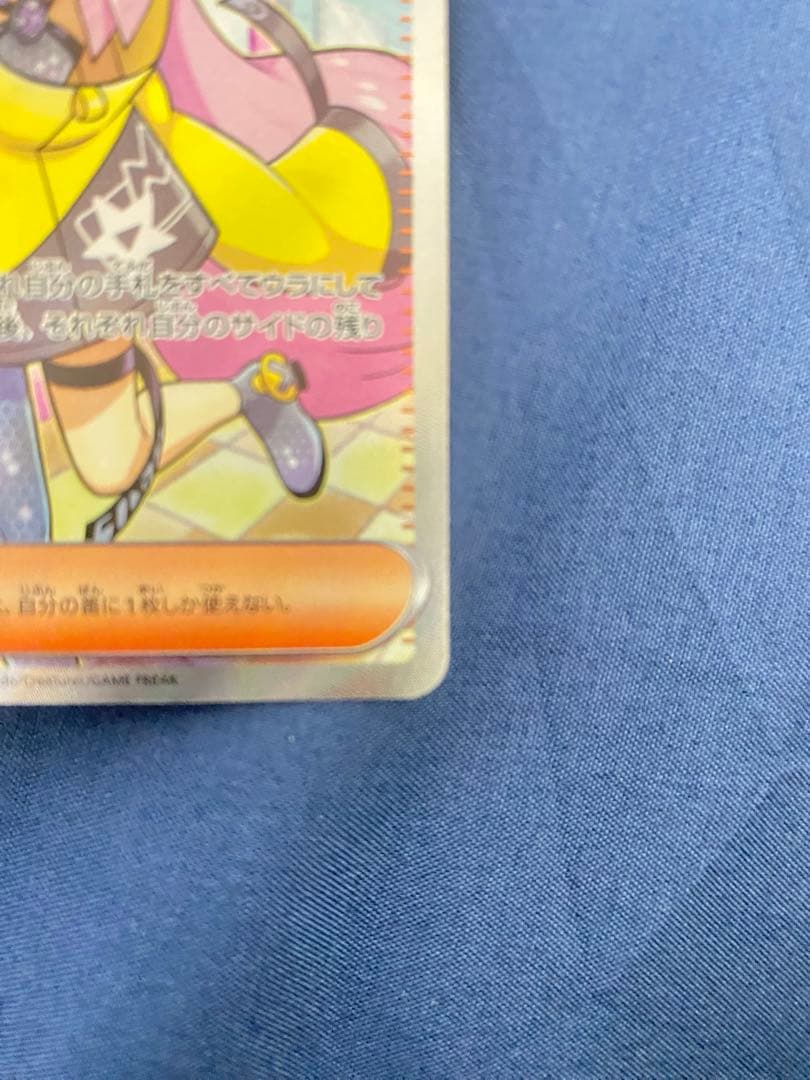 れ自分の手札をすべてウラにして
後、それぞれ自分のサイドの残り
自分の番に1枚しか使えない。
/Creatures/GAME FREAK